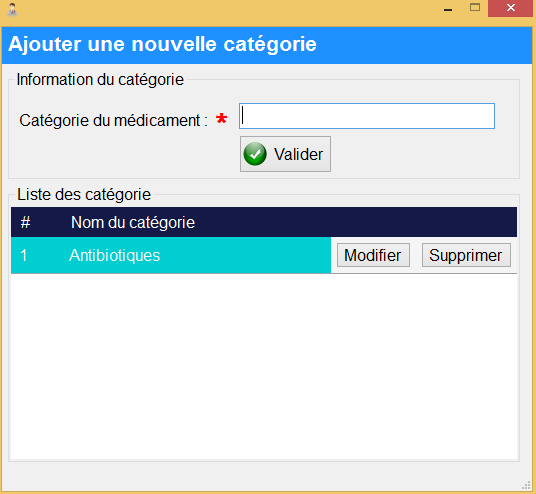 Ajouter une nouvelle catégorie
Information du catégorie
Catégorie du médicament : *
Valider
Liste des catégorie
# Nom du catégorie
1 Antibiotiques Modifier Supprimer